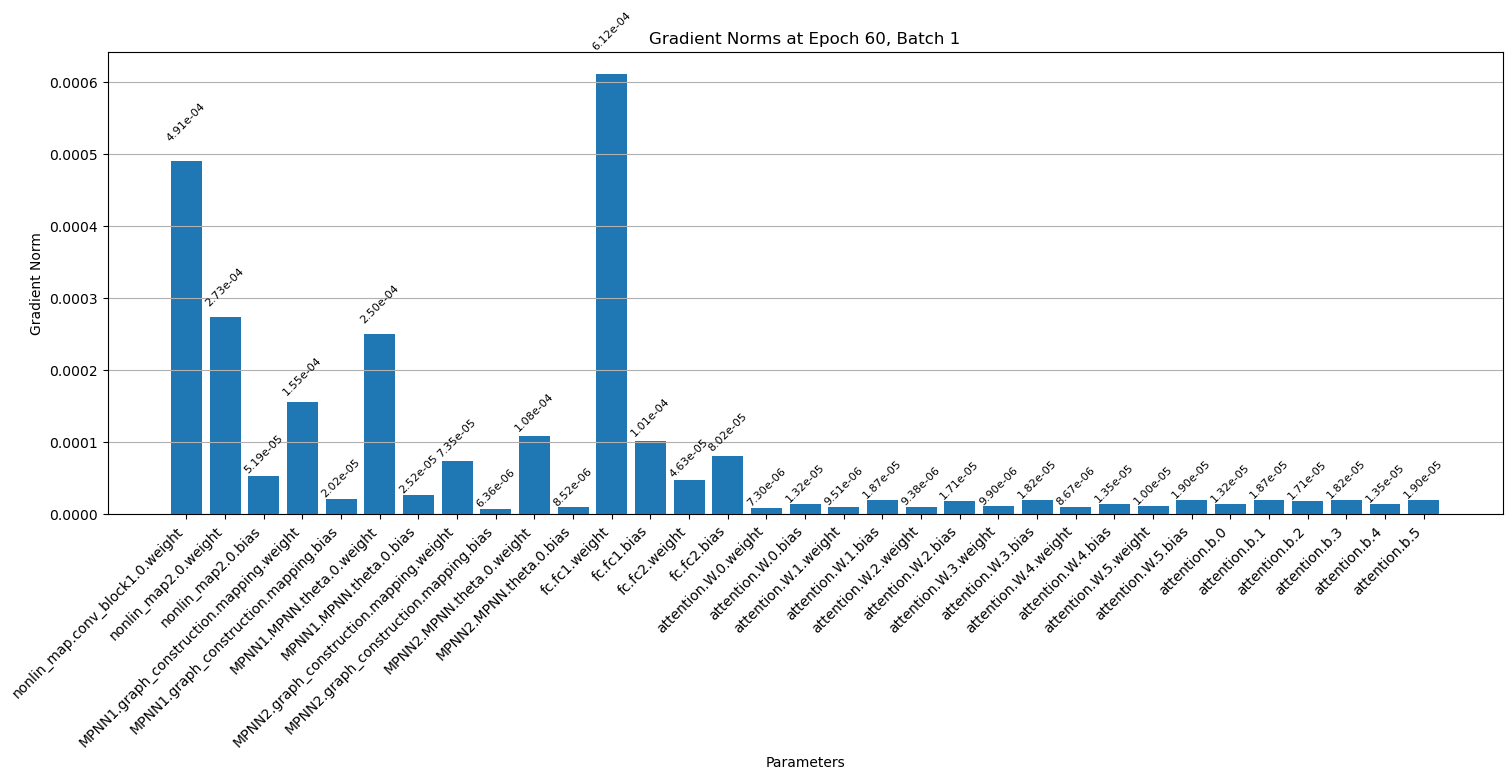 Gradient Norms at Epoch 60, Batch 1
Gradient Norm
0.0006
0.0005
0.0004
0.0003
0.0002
0.0001
0.0000
4.91e-04
2.73e-04
5.19e-05
1.55e-04
2.02e-05
2.50e-04
2.52e-05
7.35e-05
6.36e-06
1.08e-04
8.52e-06
6.12e-04
1.01e-04
4.63e-05
8.02e-05
7.30e-06
1.32e-05
9.51e-06
1.87e-05
9.38e-06
1.71e-05
9.90e-06
1.82e-05
8.67e-06
1.35e-05
1.00e-05
1.90e-05
1.32e-05
1.87e-05
1.71e-05
1.82e-05
1.35e-05
1.90e-05
nonlin_map.conv_block1.0.weight
nonlin_map2.0.weight
nonlin_map2.0.bias
MPNN1.graph_construction.mapping.weight
MPNN1.graph_construction.mapping.bias
MPNN1.MPNN.theta.0.weight
MPNN1.MPNN.theta.0.bias
MPNN2.graph_construction.mapping.weight
MPNN2.graph_construction.mapping.bias
MPNN2.MPNN.theta.0.weight
MPNN2.MPNN.theta.0.bias
fc.fc1.weight
fc.fc1.bias
fc.fc2.weight
fc.fc2.bias
attention.W.0.weight
attention.W.0.bias
attention.W.1.weight
attention.W.1.bias
attention.W.2.weight
attention.W.2.bias
attention.W.3.weight
attention.W.3.bias
attention.W.4.weight
attention.W.4.bias
attention.W.5.weight
attention.W.5.bias
attention.b.0
attention.b.1
attention.b.2
attention.b.3
attention.b.4
attention.b.5
Parameters